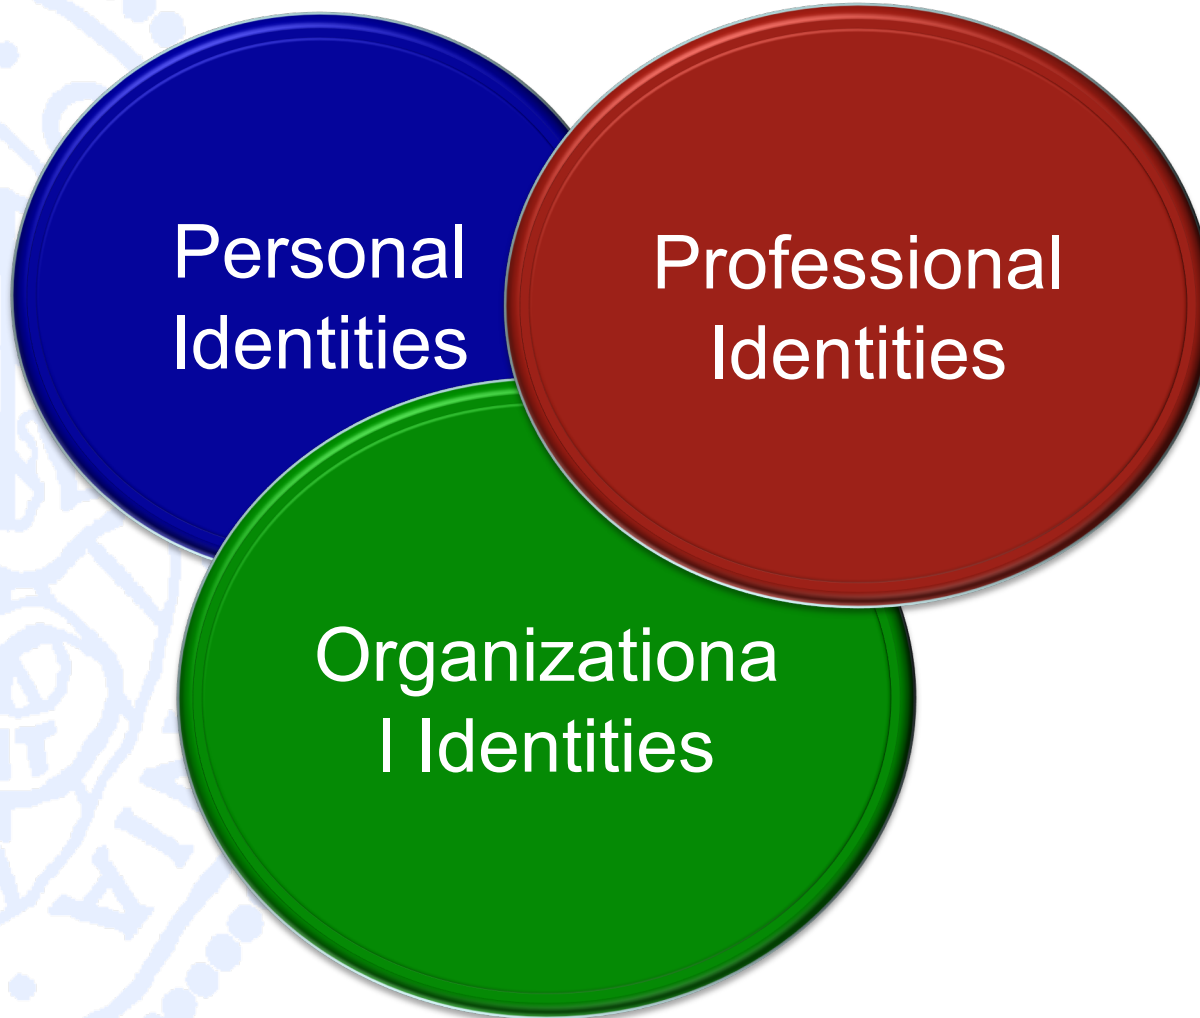 Personal
Identities
Professional
Identities
Organizationa
l Identities